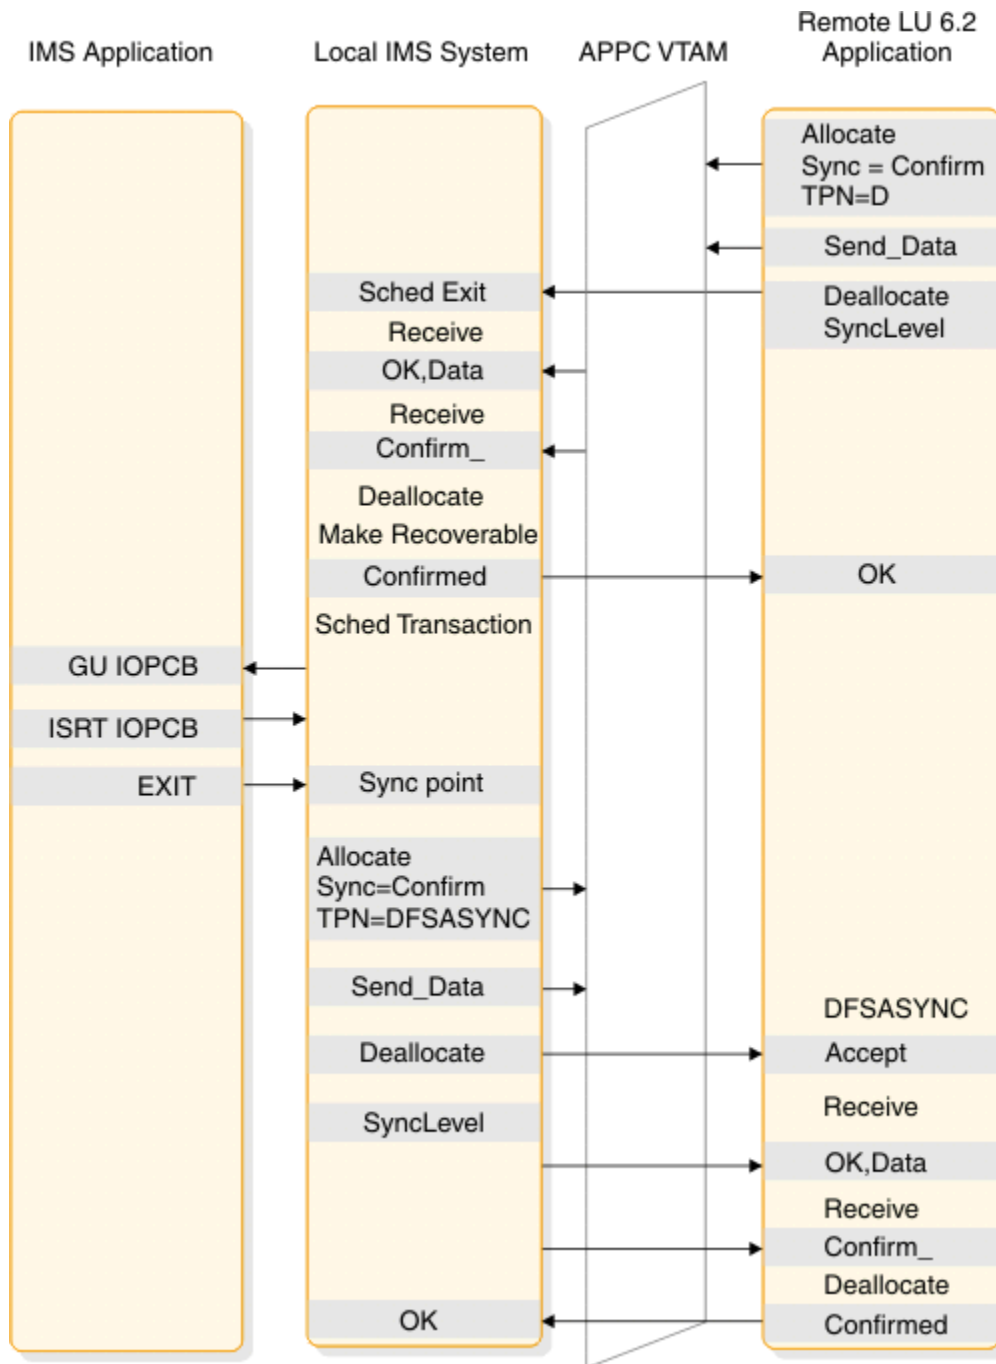 IMS Application
Local IMS System
APPC VTAM
Remote LU 6.2
Application
Allocate
Sync = Confirm
TPN=D
Send_Data
Sched Exit
Deallocate
SyncLevel
Receive
OK,Data
Receive
Confirm_
Deallocate
Make Recoverable
Confirmed
OK
Sched Transaction
GU IOPCB
ISRT IOPCB
EXIT
Sync point
Allocate
Sync=Confirm
TPN=DFSASYNC
Send_Data
DFSASYNC
Deallocate
Accept
Receive
SyncLevel
OK,Data
Receive
Confirm_
Deallocate
OK
Confirmed